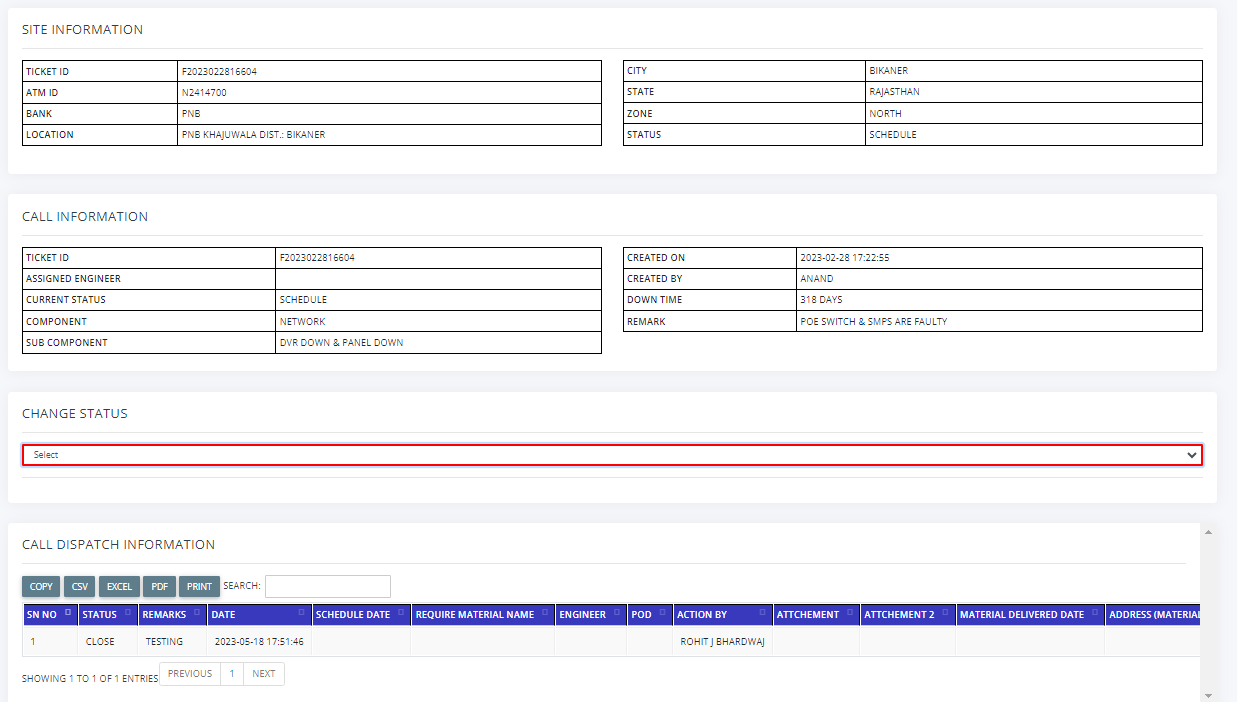 SITE INFORMATION
TICKET ID F2023022816604
ATM ID N2414700
BANK PNB
LOCATION PNB KHAJUWALA DIST.: BIKANER
CITY BIKANER
STATE RAJASTHAN
ZONE NORTH
STATUS SCHEDULE
CALL INFORMATION
TICKET ID F2023022816604
ASSIGNED ENGINEER
CURRENT STATUS SCHEDULE
COMPONENT NETWORK
SUB COMPONENT DVR DOWN & PANEL DOWN
CREATED ON 2023-02-28 17:22:55
CREATED BY ANAND
DOWN TIME 318 DAYS
REMARK POE SWITCH & SMPS ARE FAULTY
CHANGE STATUS
Select
CALL DISPATCH INFORMATION
COPY CSV EXCEL PDF PRINT SEARCH:
SN NO STATUS REMARKS DATE SCHEDULE DATE REQUIRE MATERIAL NAME ENGINEER POD ACTION BY ATTCHEMENT ATTCHEMENT 2 MATERIAL DELIVERED DATE ADDRESS (MATERIAL
1 CLOSE TESTING 2023-05-18 17:51:46 ROHIT J BHARDWAJ
SHOWING 1 TO 1 OF 1 ENTRIES PREVIOUS 1 NEXT